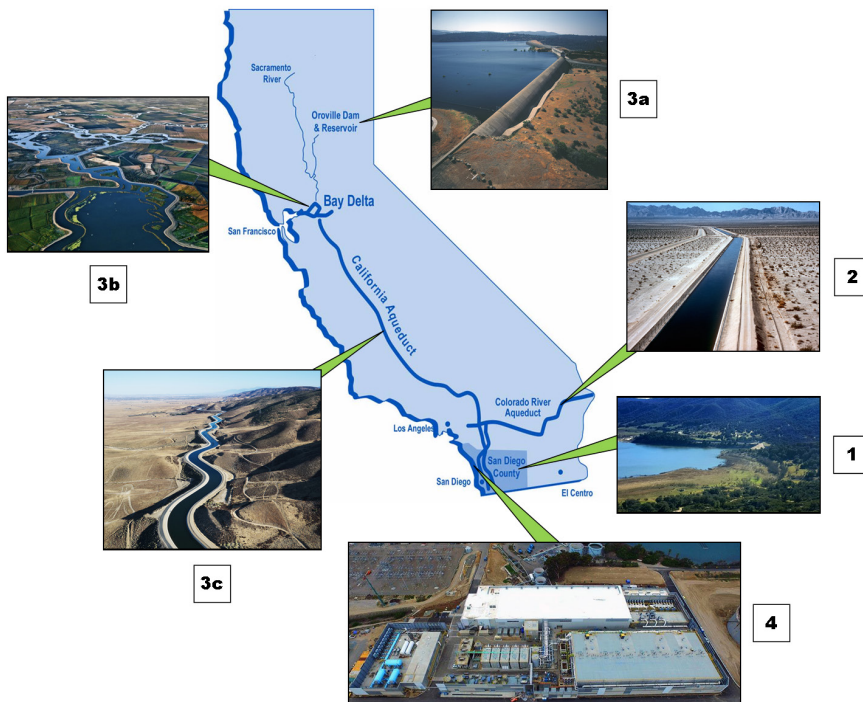 3a
Sacramento
River
Oroville Dam
& Reservoir
Bay Delta
San Francisco
3b
2
California Aqueduct
3c
Colorado River
Aqueduct
Los Angeles
San Diego
County
1
San Diego
El Centro
4